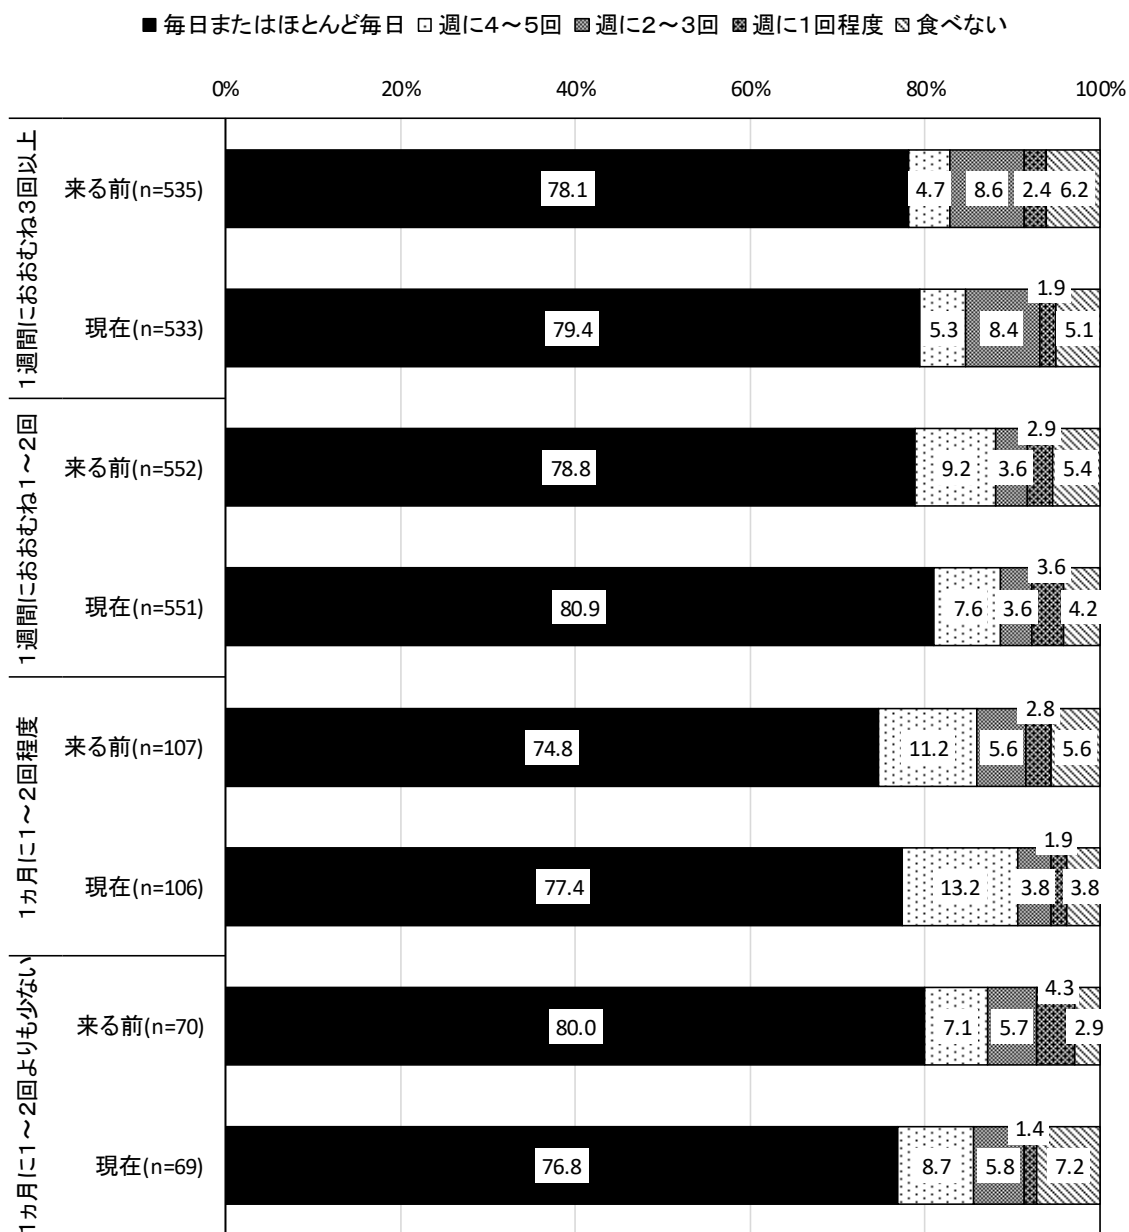 ■ 毎日またはほとんど毎日 □ 週に4～5回 ■ 週に2～3回 ■ 週に1回程度 □ 食べない
0% 20% 40% 60% 80% 100%
1週間におおむね3回以上
来る前(n=535) 78.1 4.7 8.6 2.4 6.2
現在(n=533) 79.4 5.3 8.4 1.9 5.1
1週間におおむね1～2回
来る前(n=552) 78.8 9.2 3.6 2.9 5.4
現在(n=551) 80.9 7.6 3.6 3.6 4.2
1ヵ月に1～2回程度
来る前(n=107) 74.8 11.2 5.6 2.8 5.6
現在(n=106) 77.4 13.2 3.8 1.9 3.8
1ヵ月に1～2回よりも少ない
来る前(n=70) 80.0 7.1 5.7 4.3 2.9
現在(n=69) 76.8 8.7 5.8 1.4 7.2